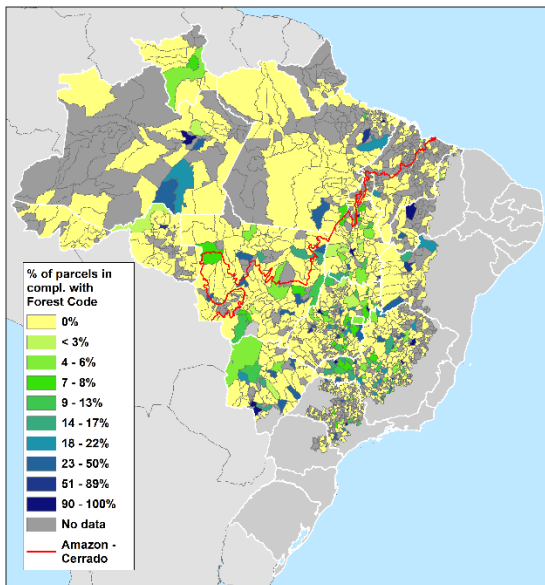 % of parcels in
compl. with
Forest Code
0%
< 3%
4 - 6%
7 - 8%
9 - 13%
14 - 17%
18 - 22%
23 - 50%
51 - 89%
90 - 100%
No data
Amazon -
Cerrado